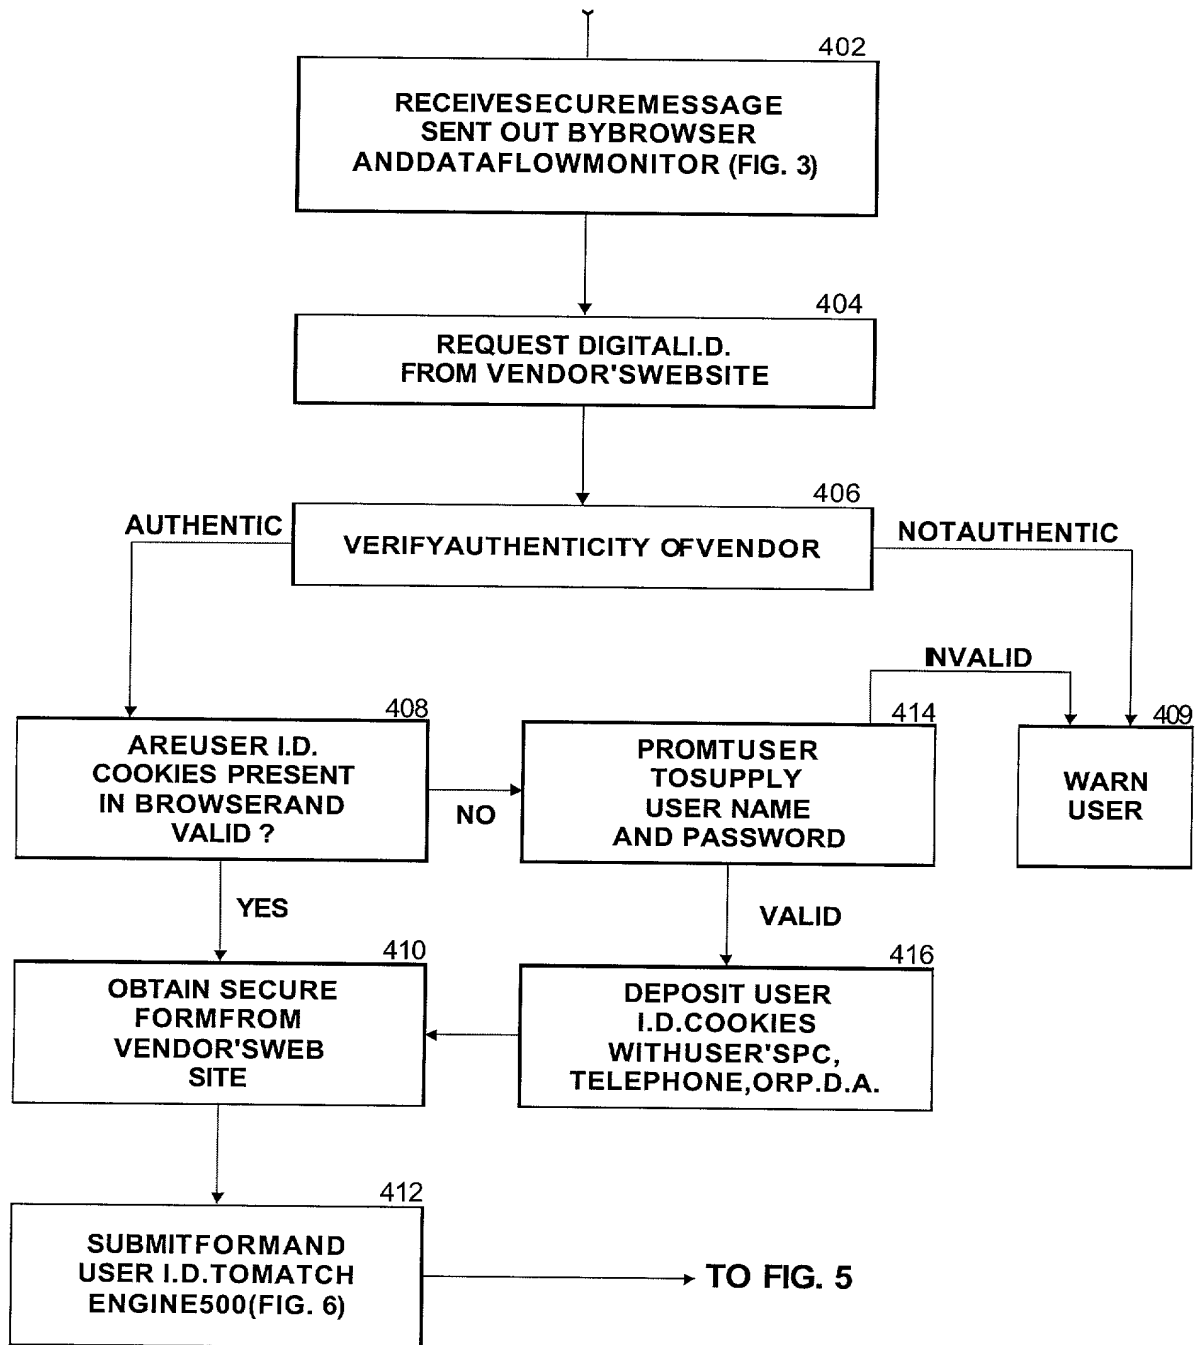 402
RECEIVESECUREMESSAGE
SENT OUT BYBROWSER
ANDDATAFLOWMONITOR (FIG. 3)
404
REQUEST DIGITALI.D.
FROM VENDOR'SWEBSITE
406
AUTHENTIC
VERIFYAUTHENTICITY OFVENDOR
NOTAUTHENTIC
INVALID
408
AREUSER I.D.
COOKIES PRESENT
IN BROWSERAND
VALID ?
NO
414
PROMTUSER
TOSUPPLY
USER NAME
AND PASSWORD
409
WARN
USER
YES
VALID
410
OBTAIN SECURE
FORMFROM
VENDOR'SWEB
SITE
416
DEPOSIT USER
I.D.COOKIES
WITHUSER'SPC,
TELEPHONE,ORP.D.A.
412
SUBMITFORMAND
USER I.D.TOMATCH
ENGINE500(FIG. 6)
TO FIG. 5